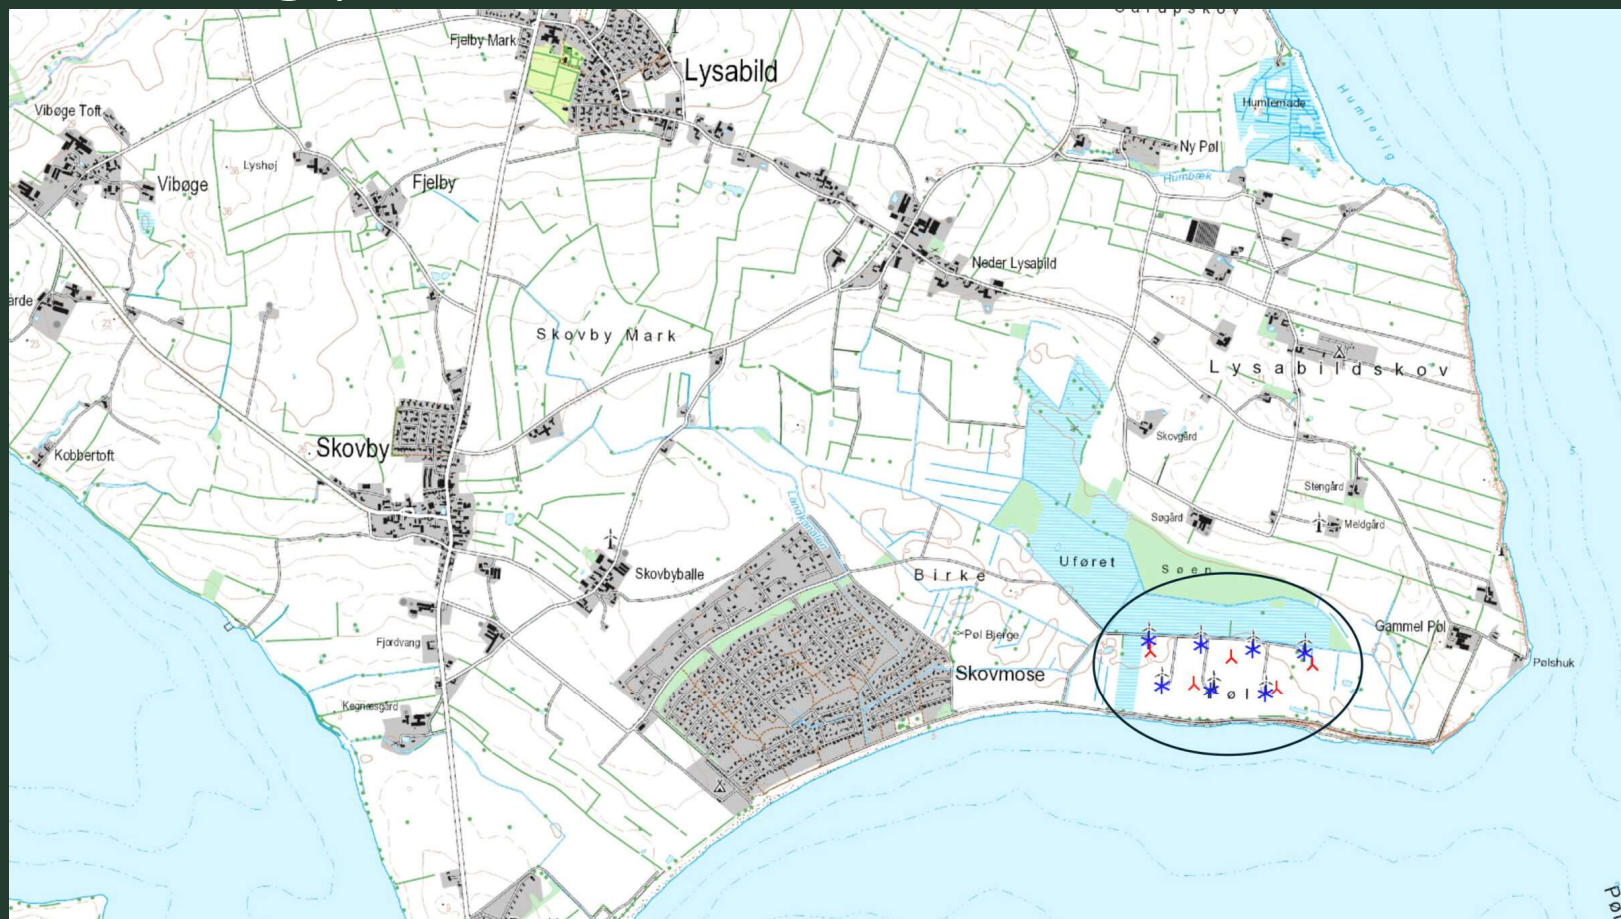 Fjelby Mark
Lysabild
Vibøge Toft
Humlemade
Humlevig
Ny Pøl
Lyshøj
Vibøge
Fjelby
Humbæk
Neder Lysabild
Skovby Mark
Lysabildskov
Skovby
Skovgård
Kobbertoft
Stengård
Landkanalen
Søgård
Meldgård
Uføret
Søen
Skovbyballe
Birke
Gammel Pøl
Pøl Bjerge
Fjordvang
Pølshuk
Skovmose
Pøl
Kegnæsgård